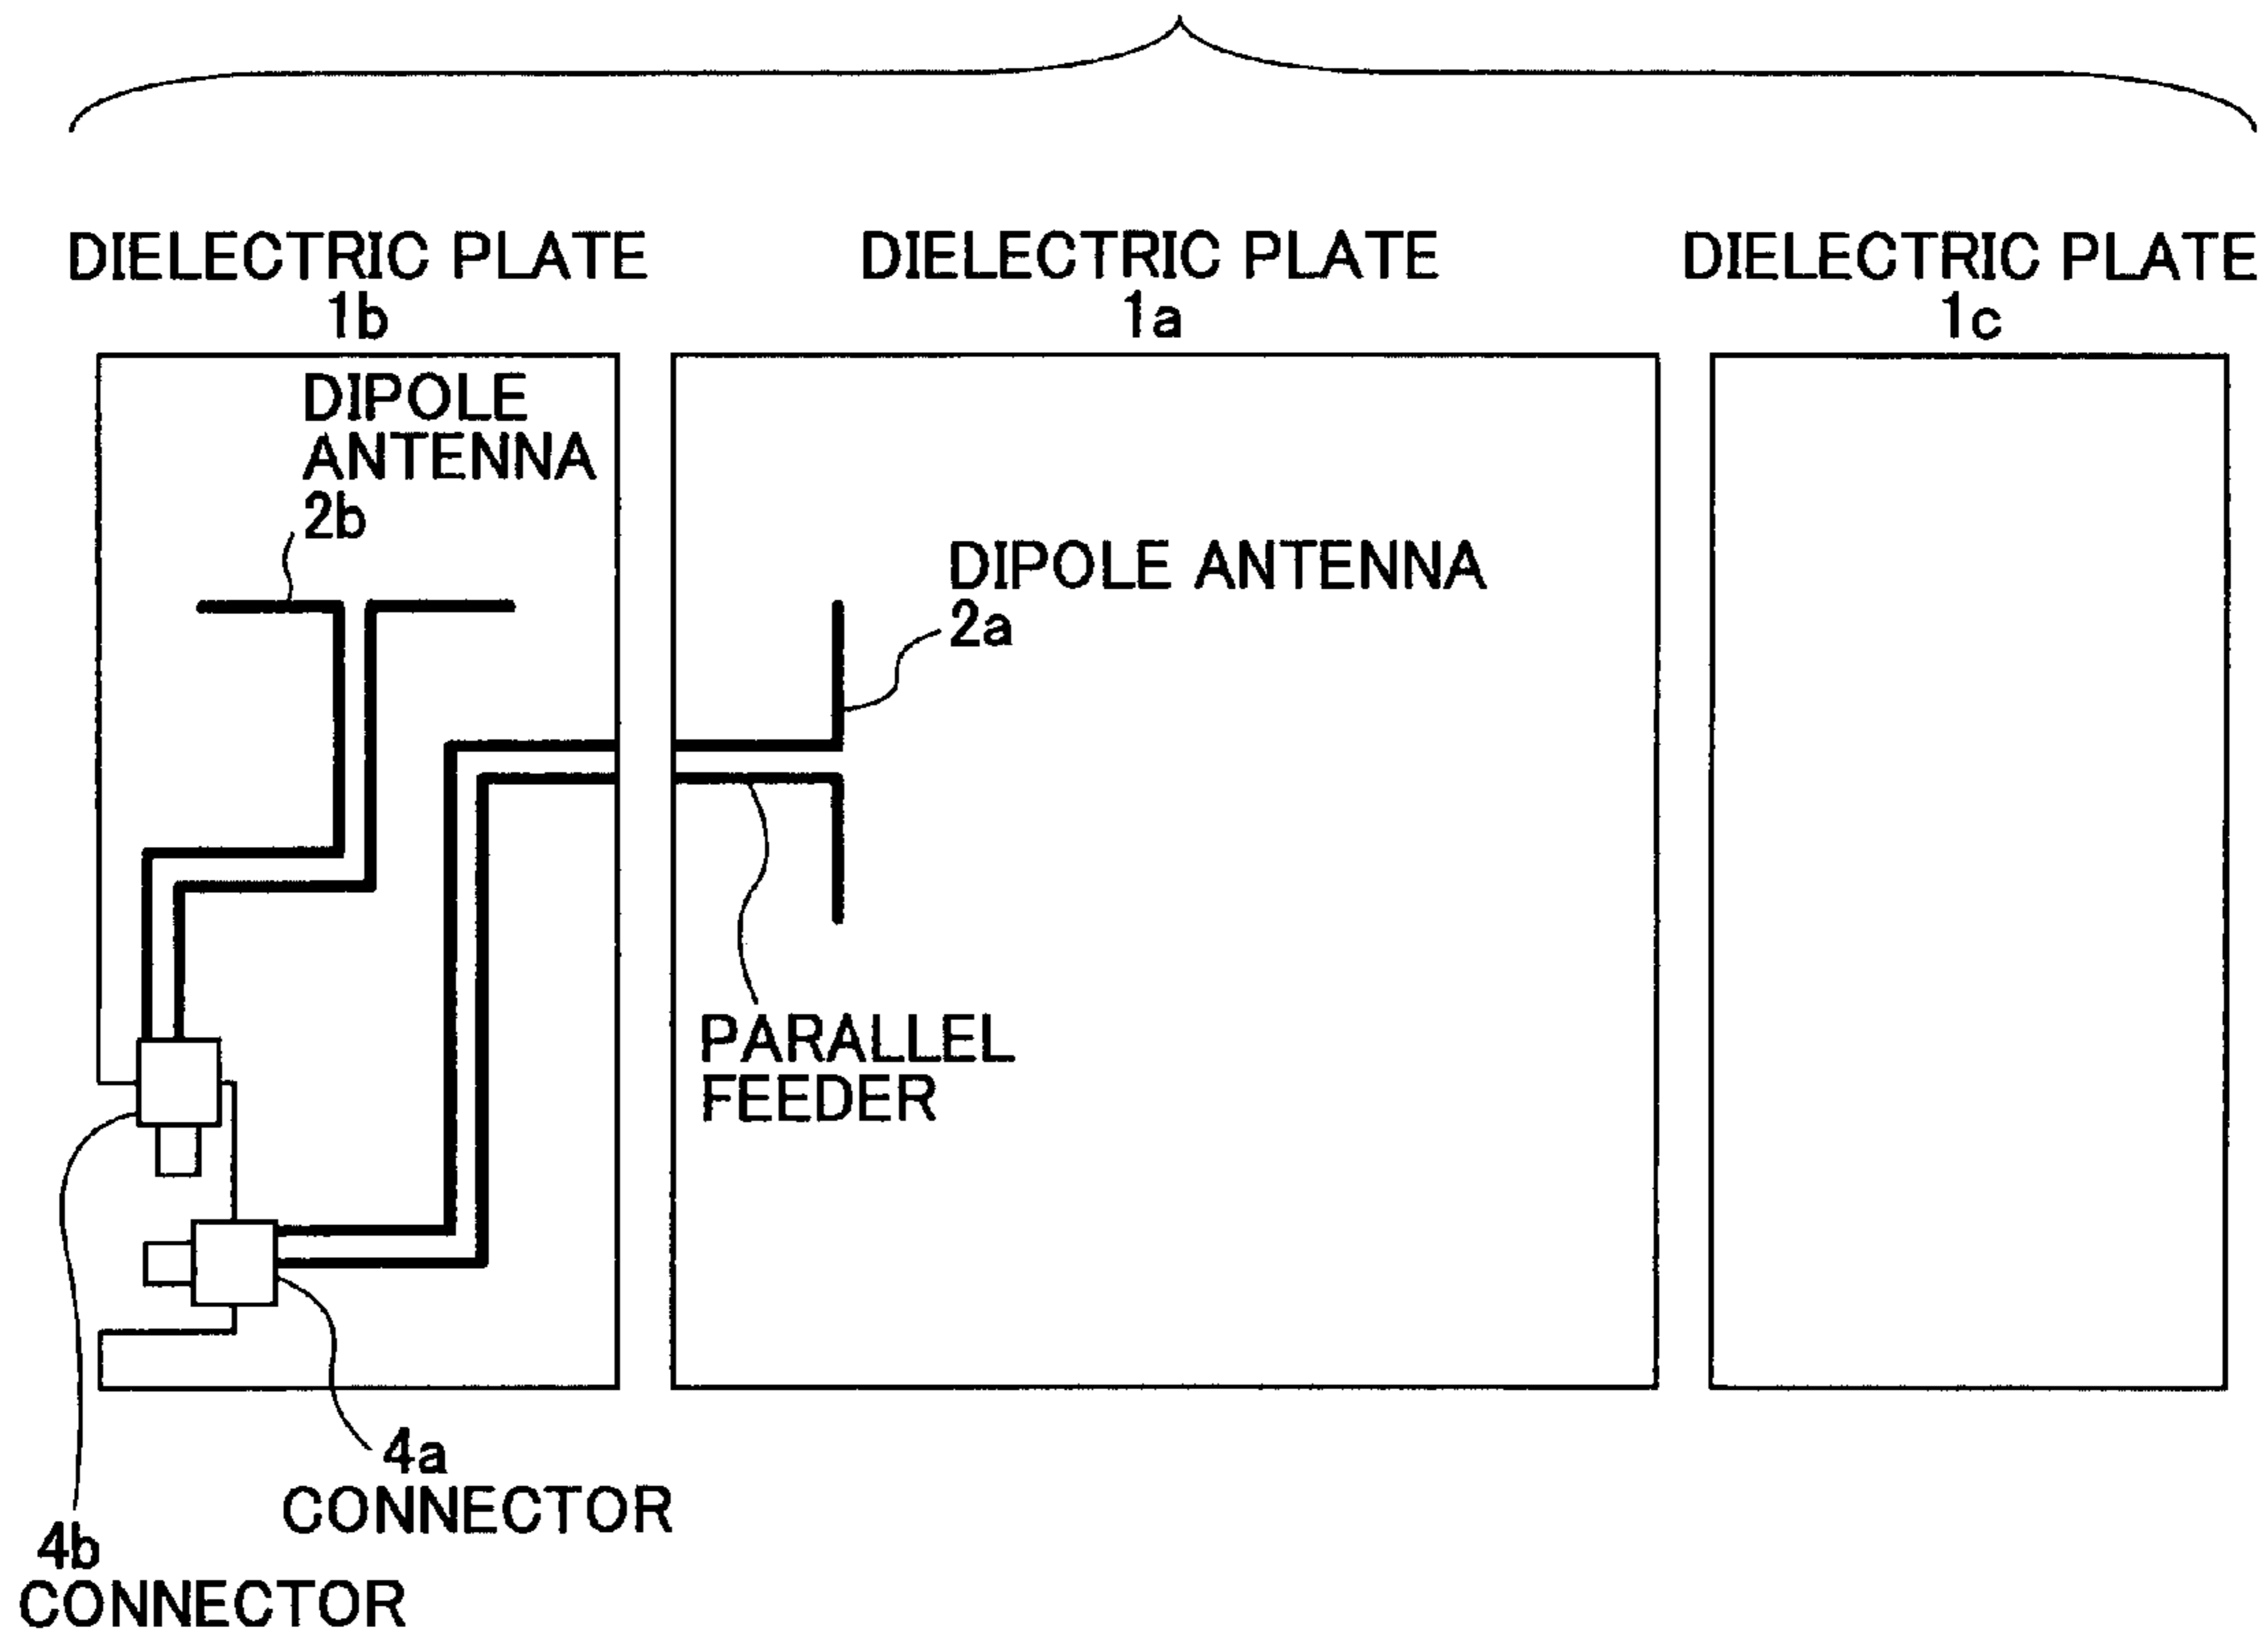 DIELECTRIC PLATE
1b
DIELECTRIC PLATE
1a
DIELECTRIC PLATE
1c
DIPOLE
ANTENNA
2b
DIPOLE ANTENNA
2a
PARALLEL
FEEDER
4a
CONNECTOR
4b
CONNECTOR